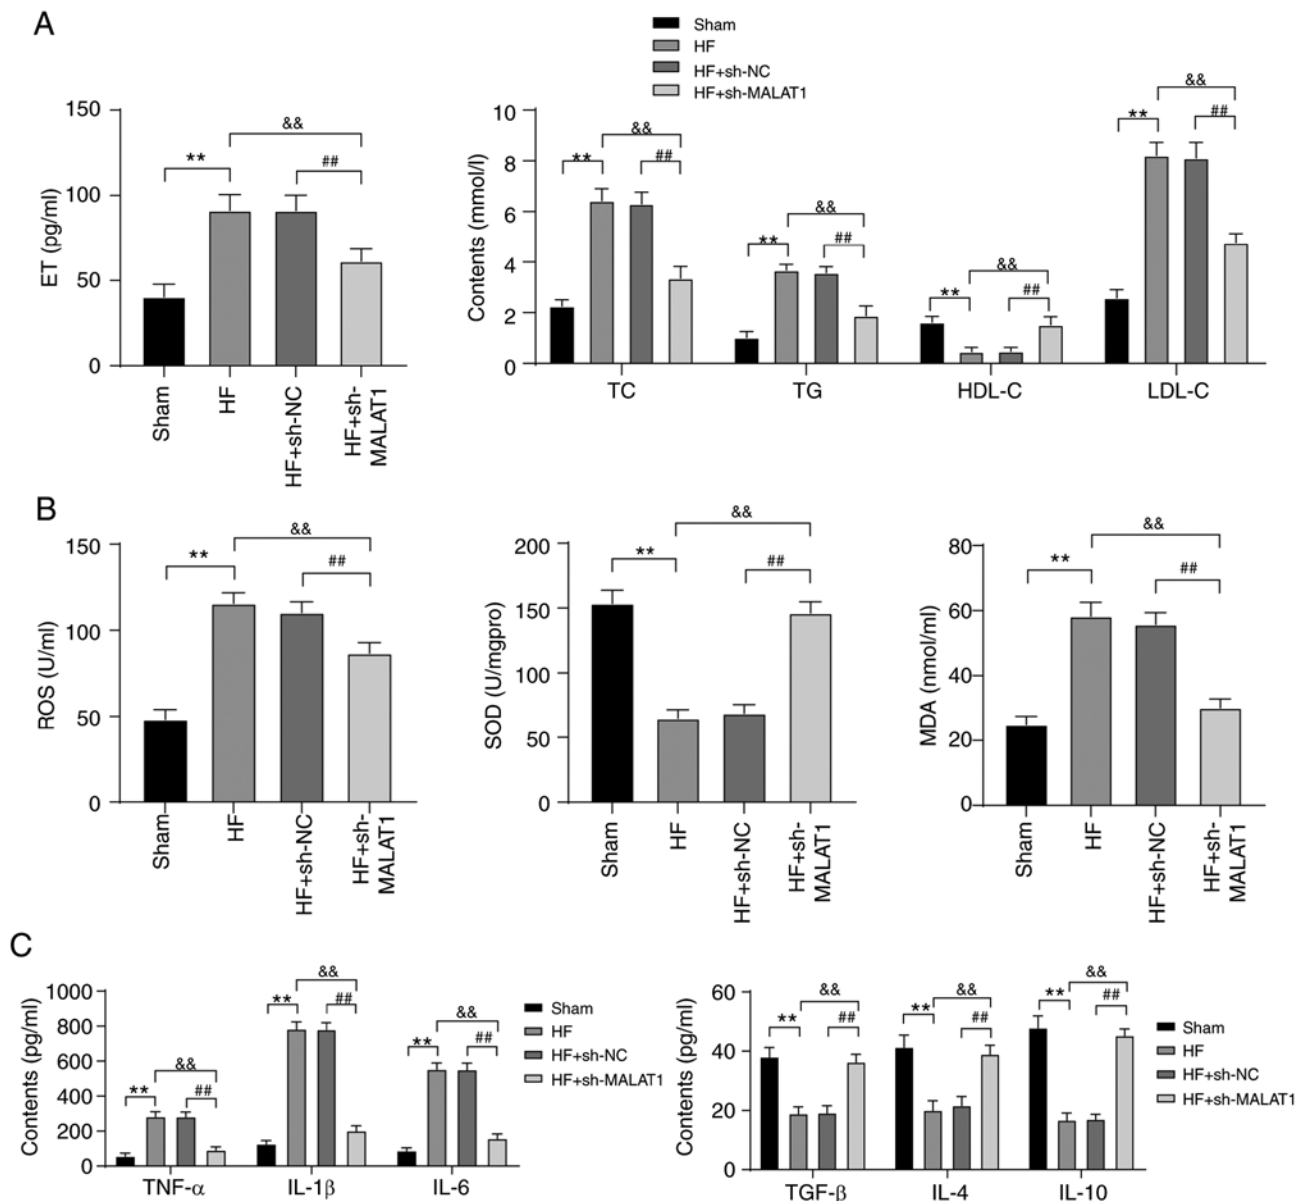 A
Sham
HF
HF+sh-NC
HF+sh-MALAT1
ET (pg/ml)
150
100
50
0
**
&&
##
Sham
HF
HF+sh-NC
HF+sh-
MALAT1
Contents (mmol/l)
10
8
6
4
2
0
**
&&
##
**
&&
##
**
&&
##
**
&&
##
TC
TG
HDL-C
LDL-C
B
ROS (U/ml)
150
100
50
0
**
&&
##
Sham
HF
HF+sh-NC
HF+sh-
MALAT1
SOD (U/mgpro)
200
150
100
50
0
**
&&
##
Sham
HF
HF+sh-NC
HF+sh-
MALAT1
MDA (nmol/ml)
80
60
40
20
0
**
&&
##
Sham
HF
HF+sh-NC
HF+sh-
MALAT1
C
Contents (pg/ml)
1000
800
600
400
200
0
**
&&
##
**
&&
##
**
&&
##
TNF-α
IL-1β
IL-6
Sham
HF
HF+sh-NC
HF+sh-MALAT1
Contents (pg/ml)
60
40
20
0
**
&&
##
**
&&
##
**
&&
##
TGF-β
IL-4
IL-10
Sham
HF
HF+sh-NC
HF+sh-MALAT1